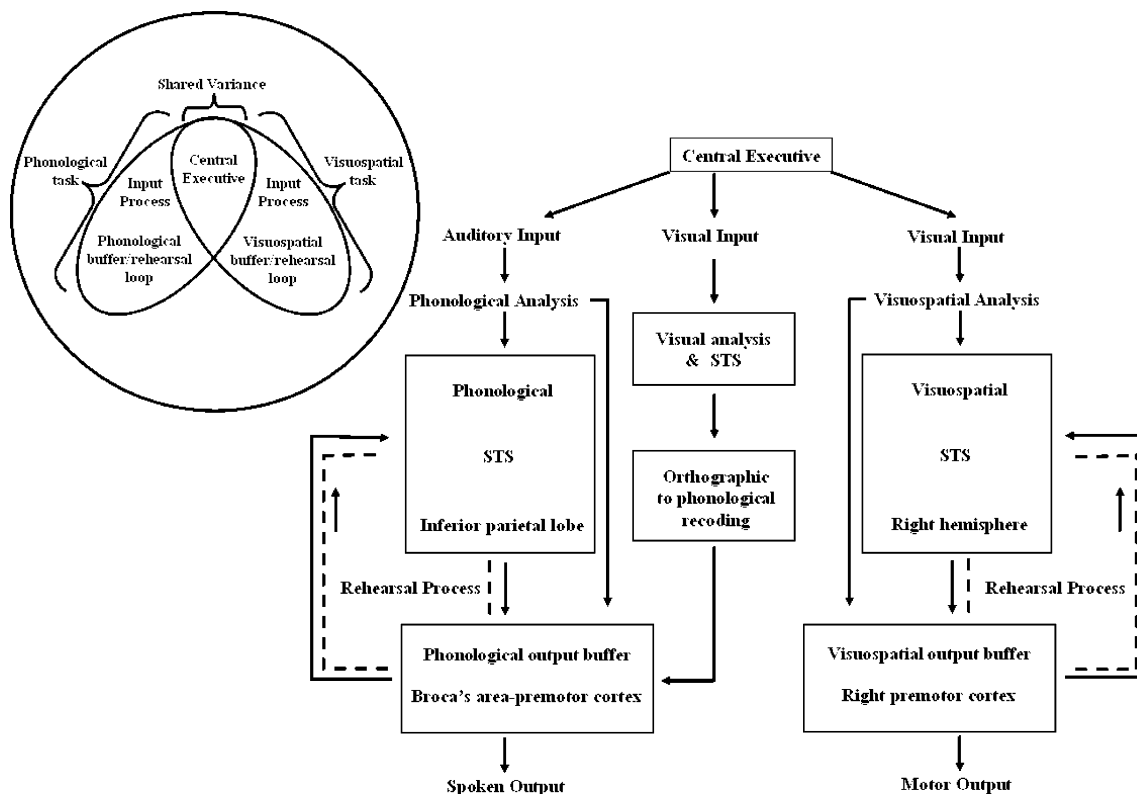 Shared Variance
Phonological
task
Visuospatial
task
Central
Executive
Input
Process
Input
Process
Phonological
buffer/rehearsal
loop
Visuospatial
buffer/rehearsal
loop
Central Executive
Auditory Input
Visual Input
Visual Input
Phonological Analysis
Visuospatial Analysis
Visual analysis
& STS
Phonological
STS
Inferior parietal lobe
Orthographic
to phonological
recoding
Visuospatial
STS
Right hemisphere
Rehearsal Process
Rehearsal Process
Phonological output buffer
Broca's area-premotor cortex
Visuospatial output buffer
Right premotor cortex
Spoken Output
Motor Output